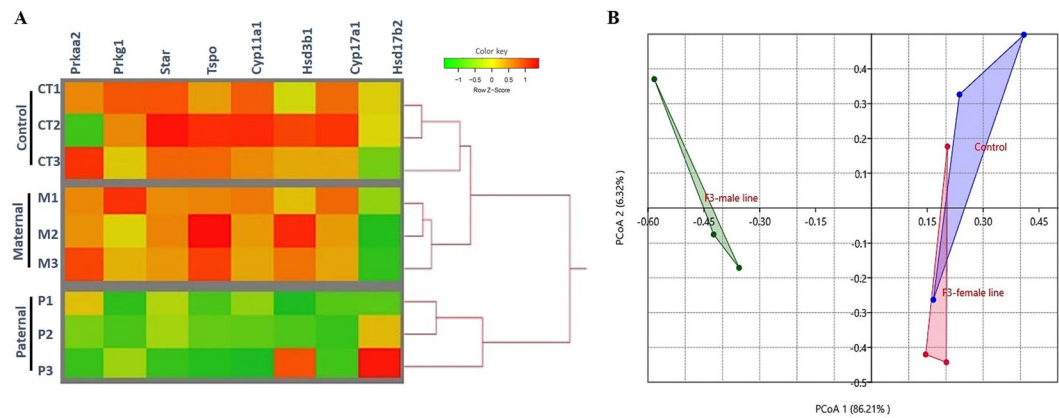 A
Prkaa2
Prkg1
Star
Tspo
Cyp11a1
Hsd3b1
Cyp17a1
Hsd17b2
Color key
−1 −0.5 0 0.5 1
Row Z-Score
Control
CT1
CT2
CT3
Maternal
M1
M2
M3
Paternal
P1
P2
P3
B
PCoA 2 (6.32% )
0.4
0.3
0.2
0.1
-0.60 -0.45 -0.30 -0.15 0.15 0.30 0.45
-0.1
-0.2
-0.3
-0.4
-0.5
Control
F3-male line
F3-female line
PCoA 1 (86.21% )